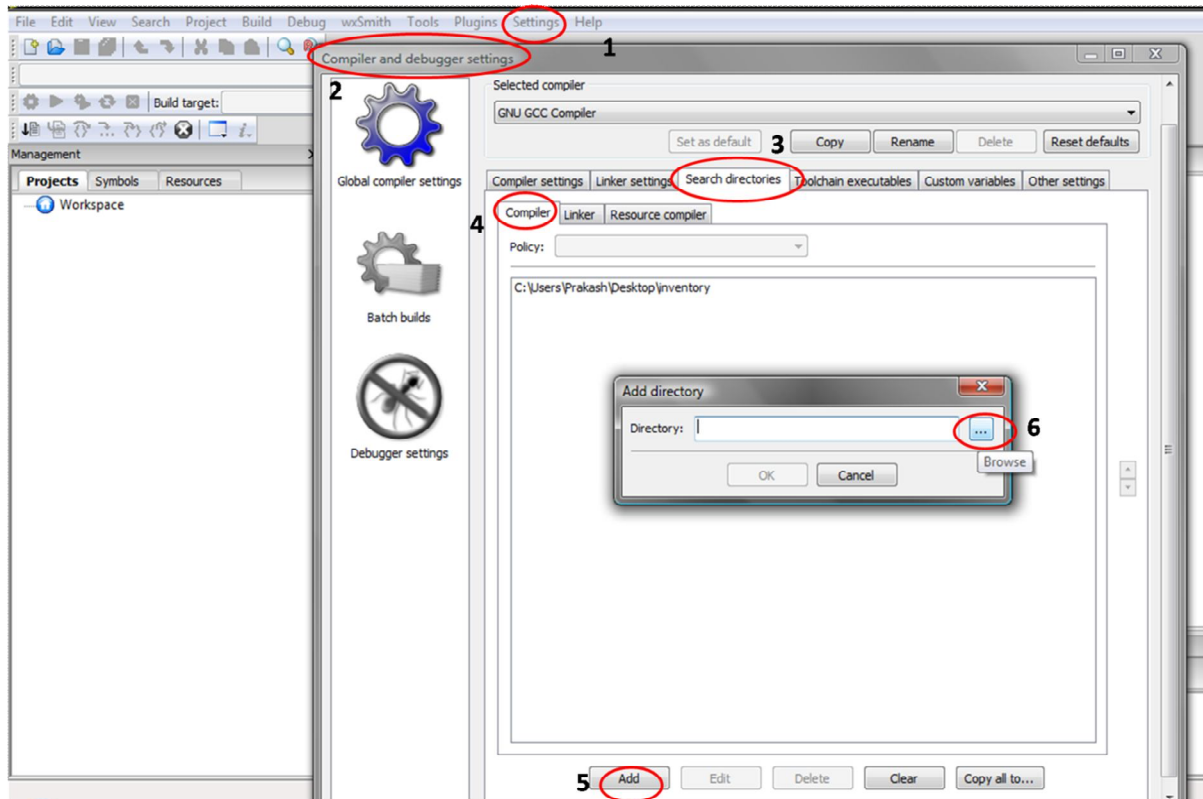 File Edit View Search Project Build Debug wxSmith Tools Plugins Settings Help
1
Compiler and debugger settings
2
Selected compiler
GNU GCC Compiler
Build target:
Set as default 3 Copy Rename Delete Reset defaults
Management
Projects Symbols Resources
Workspace
Global compiler settings
Compiler settings Linker settings Search directories Toolchain executables Custom variables Other settings
4
Compiler Linker Resource compiler
Policy:
C:\Users\Prakash\Desktop\inventory
Batch builds
Add directory
Directory: ... 6
Browse
Debugger settings
OK Cancel
5 Add Edit Delete Clear Copy all to...